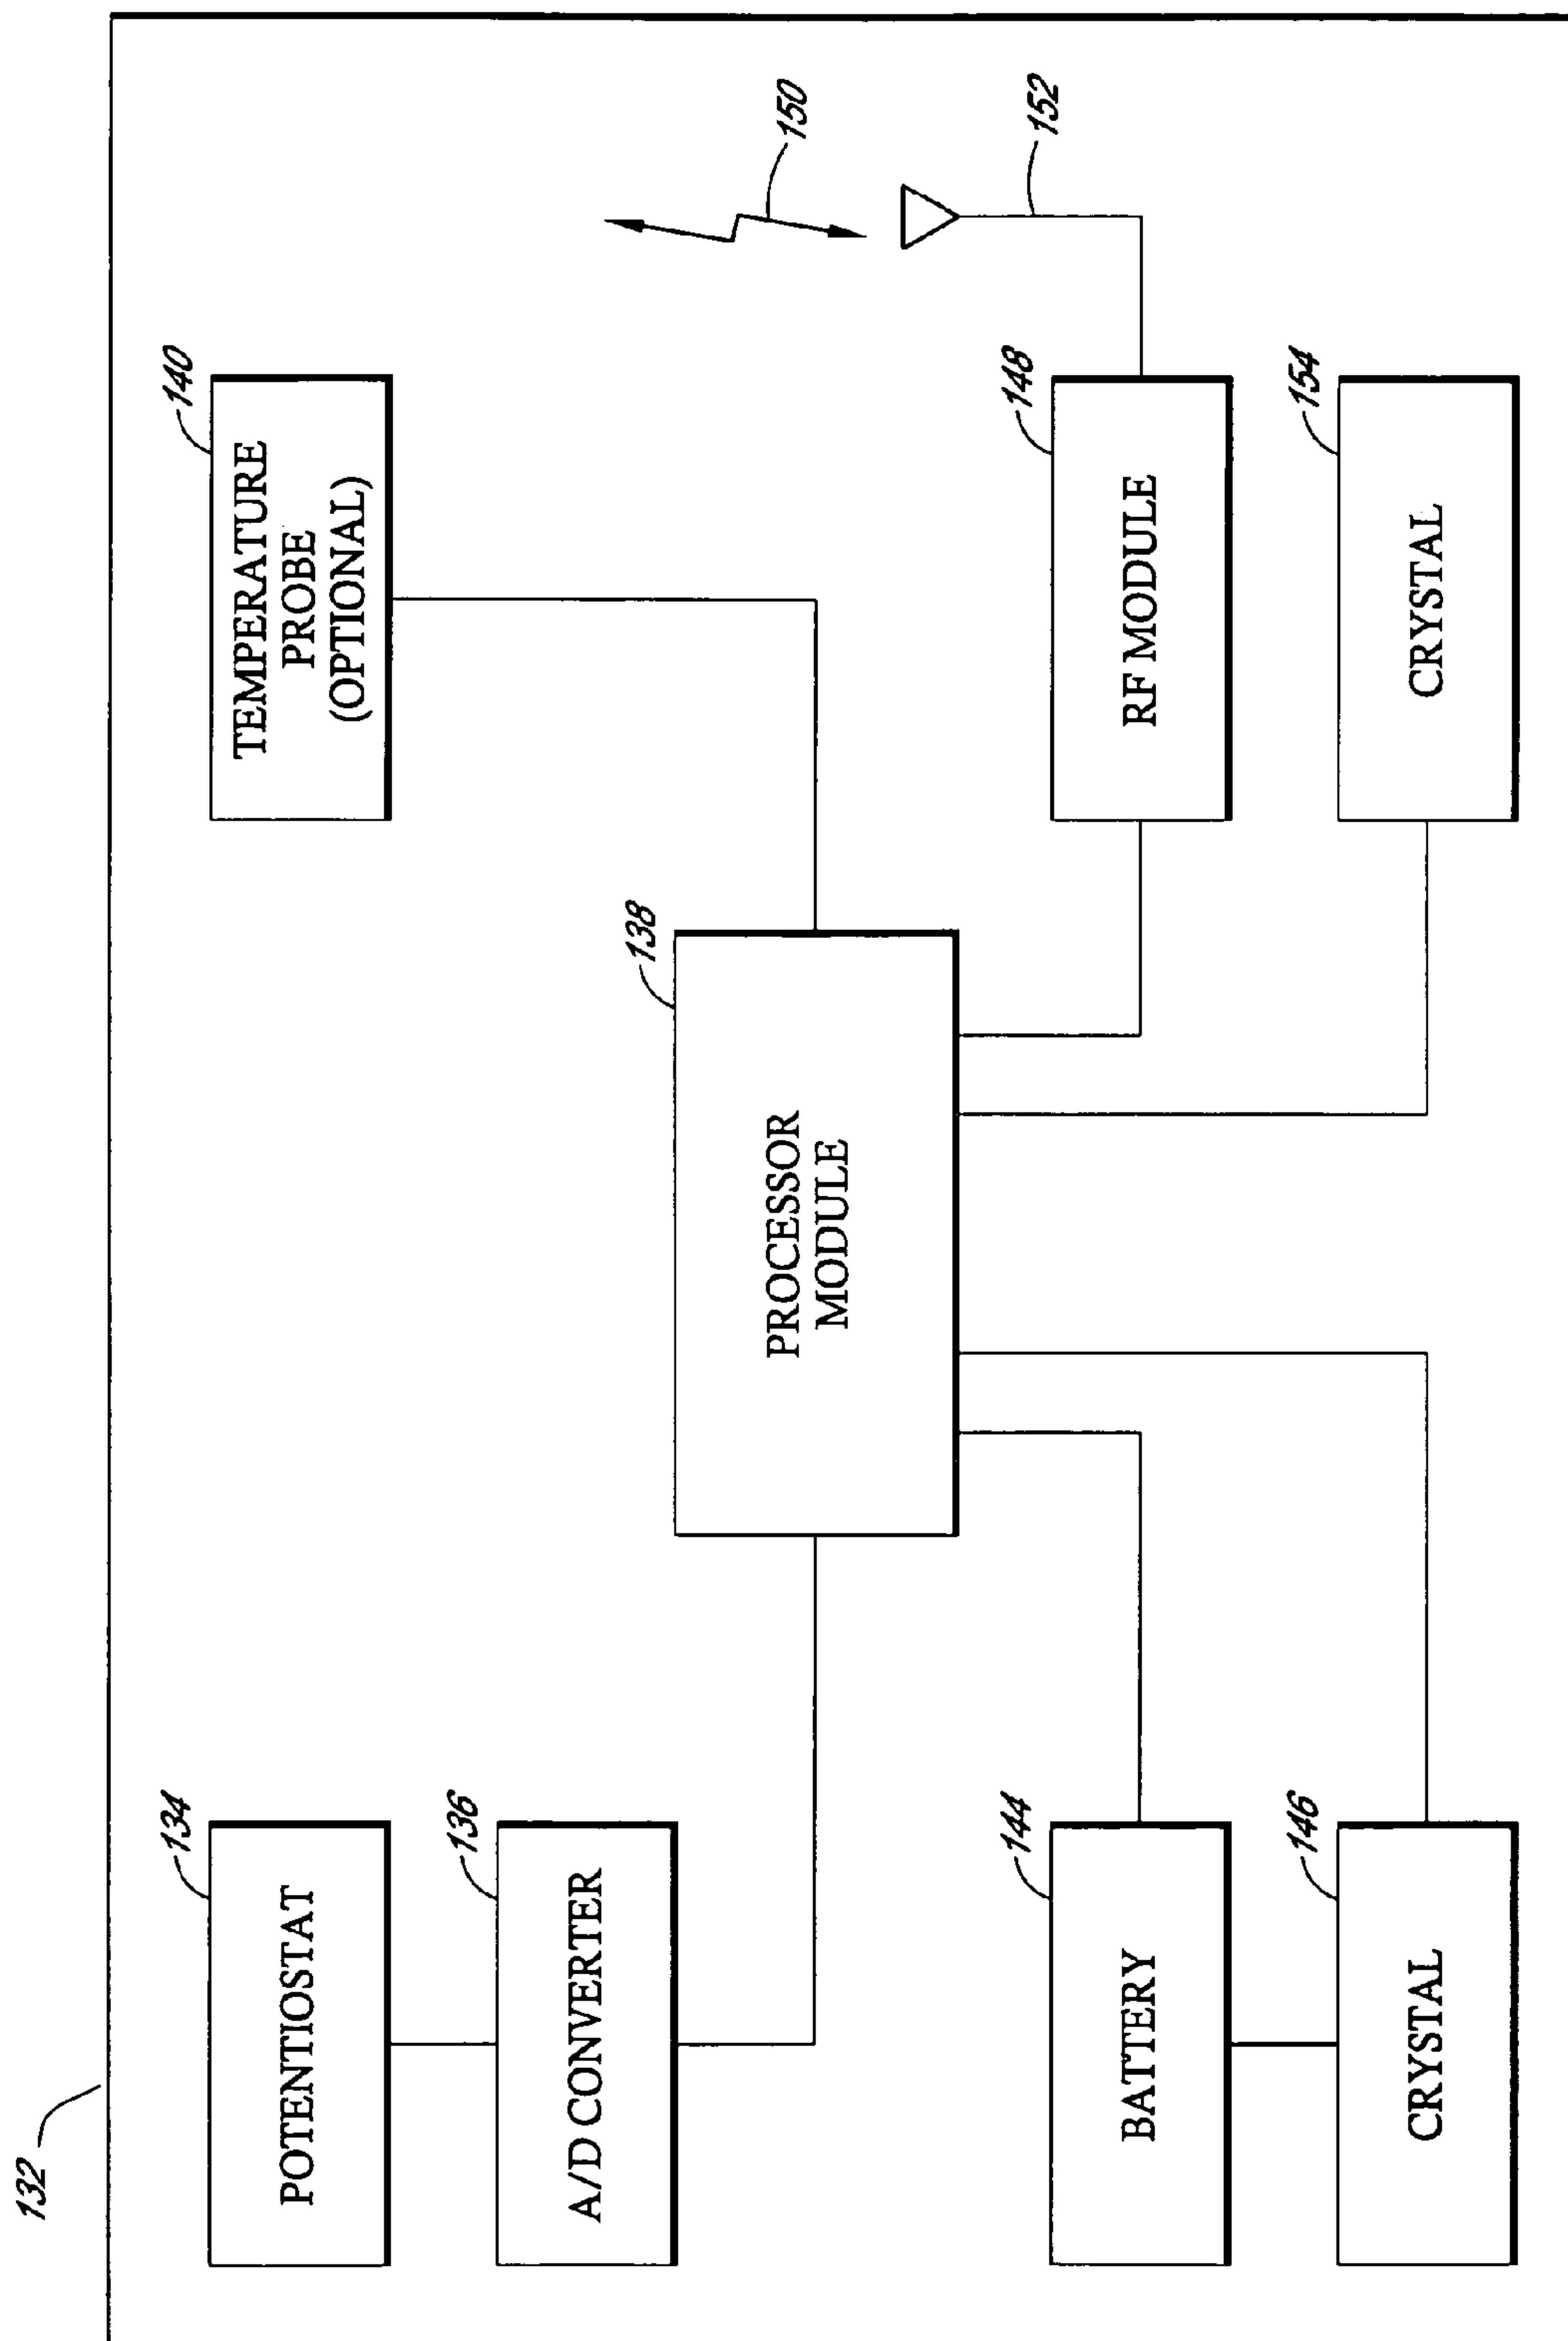 132
134
POTENTIOSTAT
140
TEMPERATURE
PROBE
(OPTIONAL)
136
A/D CONVERTER
138
PROCESSOR
MODULE
150
152
144
BATTERY
148
RF MODULE
146
CRYSTAL
154
CRYSTAL